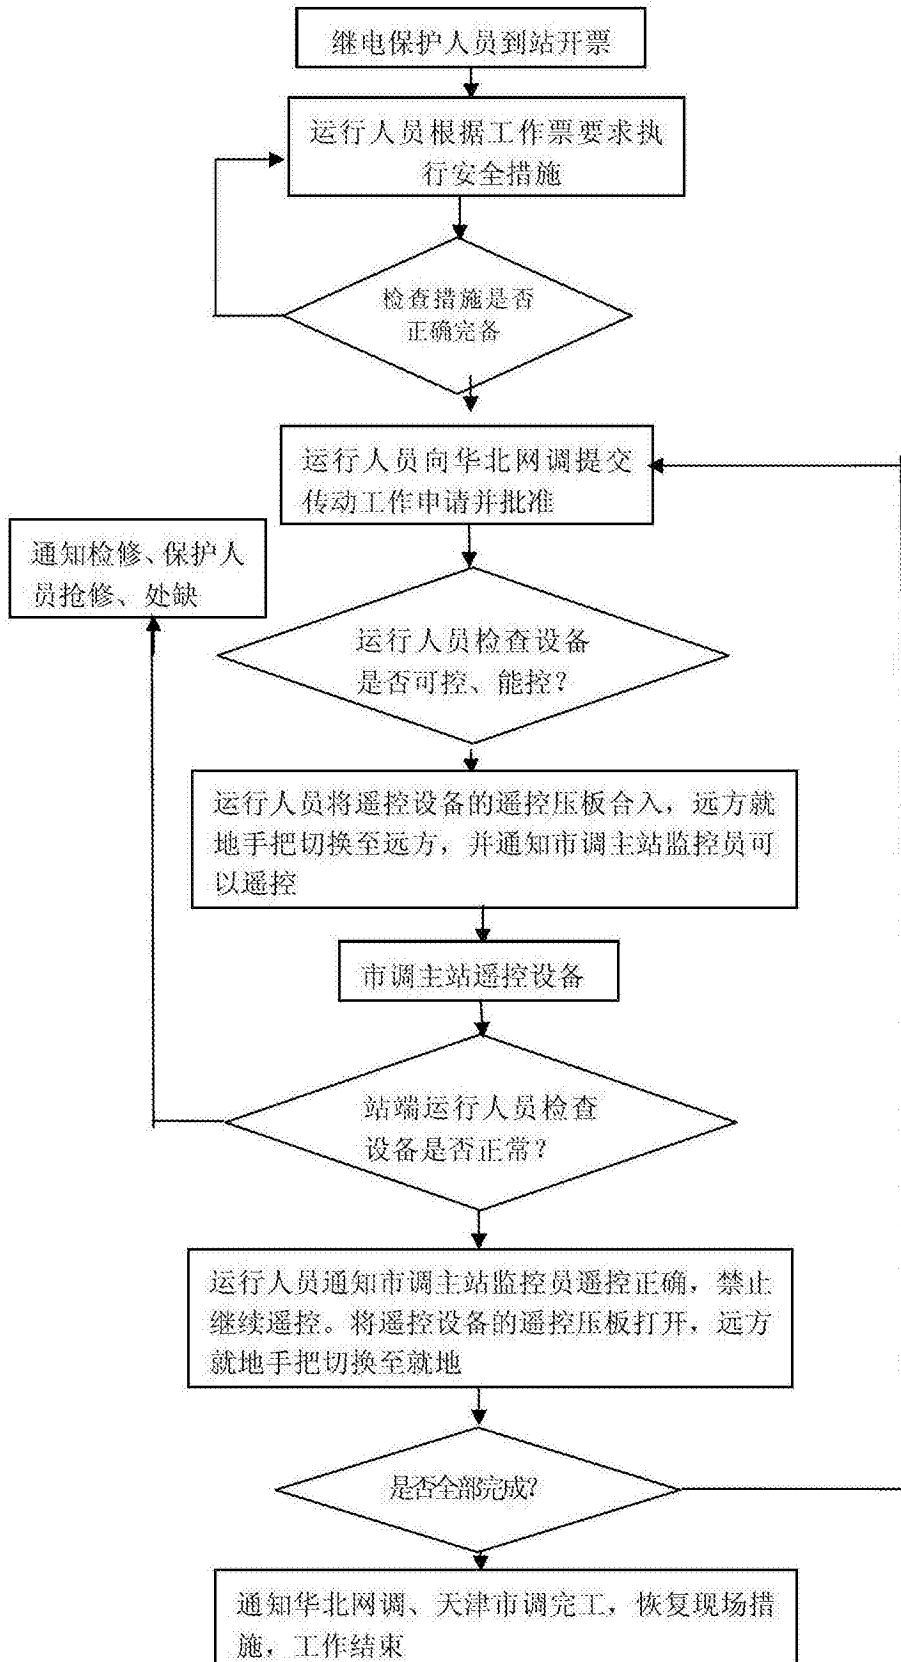 继电保护人员到站开票
运行人员根据工作票要求执
行安全措施
检查措施是否
正确完备
运行人员向华北网调提交
传动工作申请并批准
通知检修、保护人
员抢修、处缺
运行人员检查设备
是否可控、能控？
运行人员将遥控设备的遥控压板合入，远方就
地手把切换至远方，并通知市调主站监控员可
以遥控
市调主站遥控设备
站端运行人员检查
设备是否正常？
运行人员通知市调主站监控员遥控正确，禁止
继续遥控。将遥控设备的遥控压板打开，远方
就地手把切换至就地
是否全部完成？
通知华北网调、天津市调完工，恢复现场措
施，工作结束